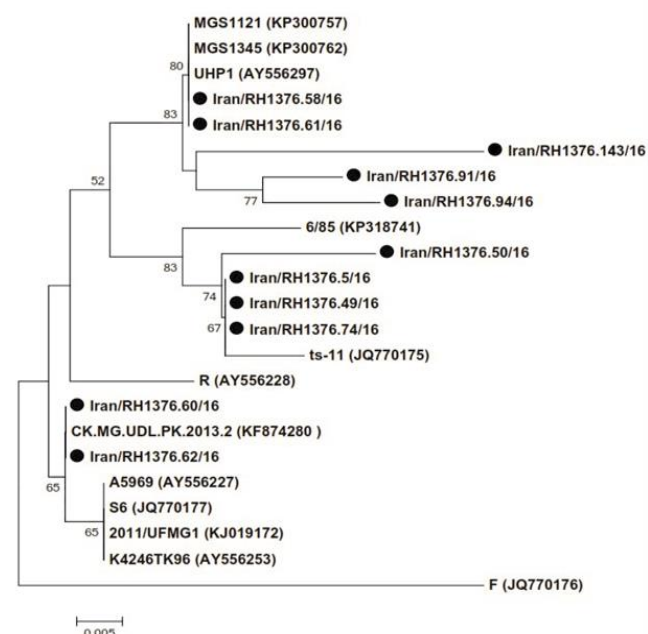 MGS1121 (KP300757)
MGS1345 (KP300762)
80
UHP1 (AY556297)
Iran/RH1376.58/16
83
Iran/RH1376.61/16
Iran/RH1376.143/16
Iran/RH1376.91/16
52
77
Iran/RH1376.94/16
6/85 (KP318741)
Iran/RH1376.50/16
83
Iran/RH1376.5/16
74
Iran/RH1376.49/16
67
Iran/RH1376.74/16
ts-11 (JQ770175)
R (AY556228)
Iran/RH1376.60/16
CK.MG.UDL.PK.2013.2 (KF874280 )
Iran/RH1376.62/16
65
A5969 (AY556227)
S6 (JQ770177)
65
2011/UFMG1 (KJ019172)
K4246TK96 (AY556253)
F (JQ770176)
0.005